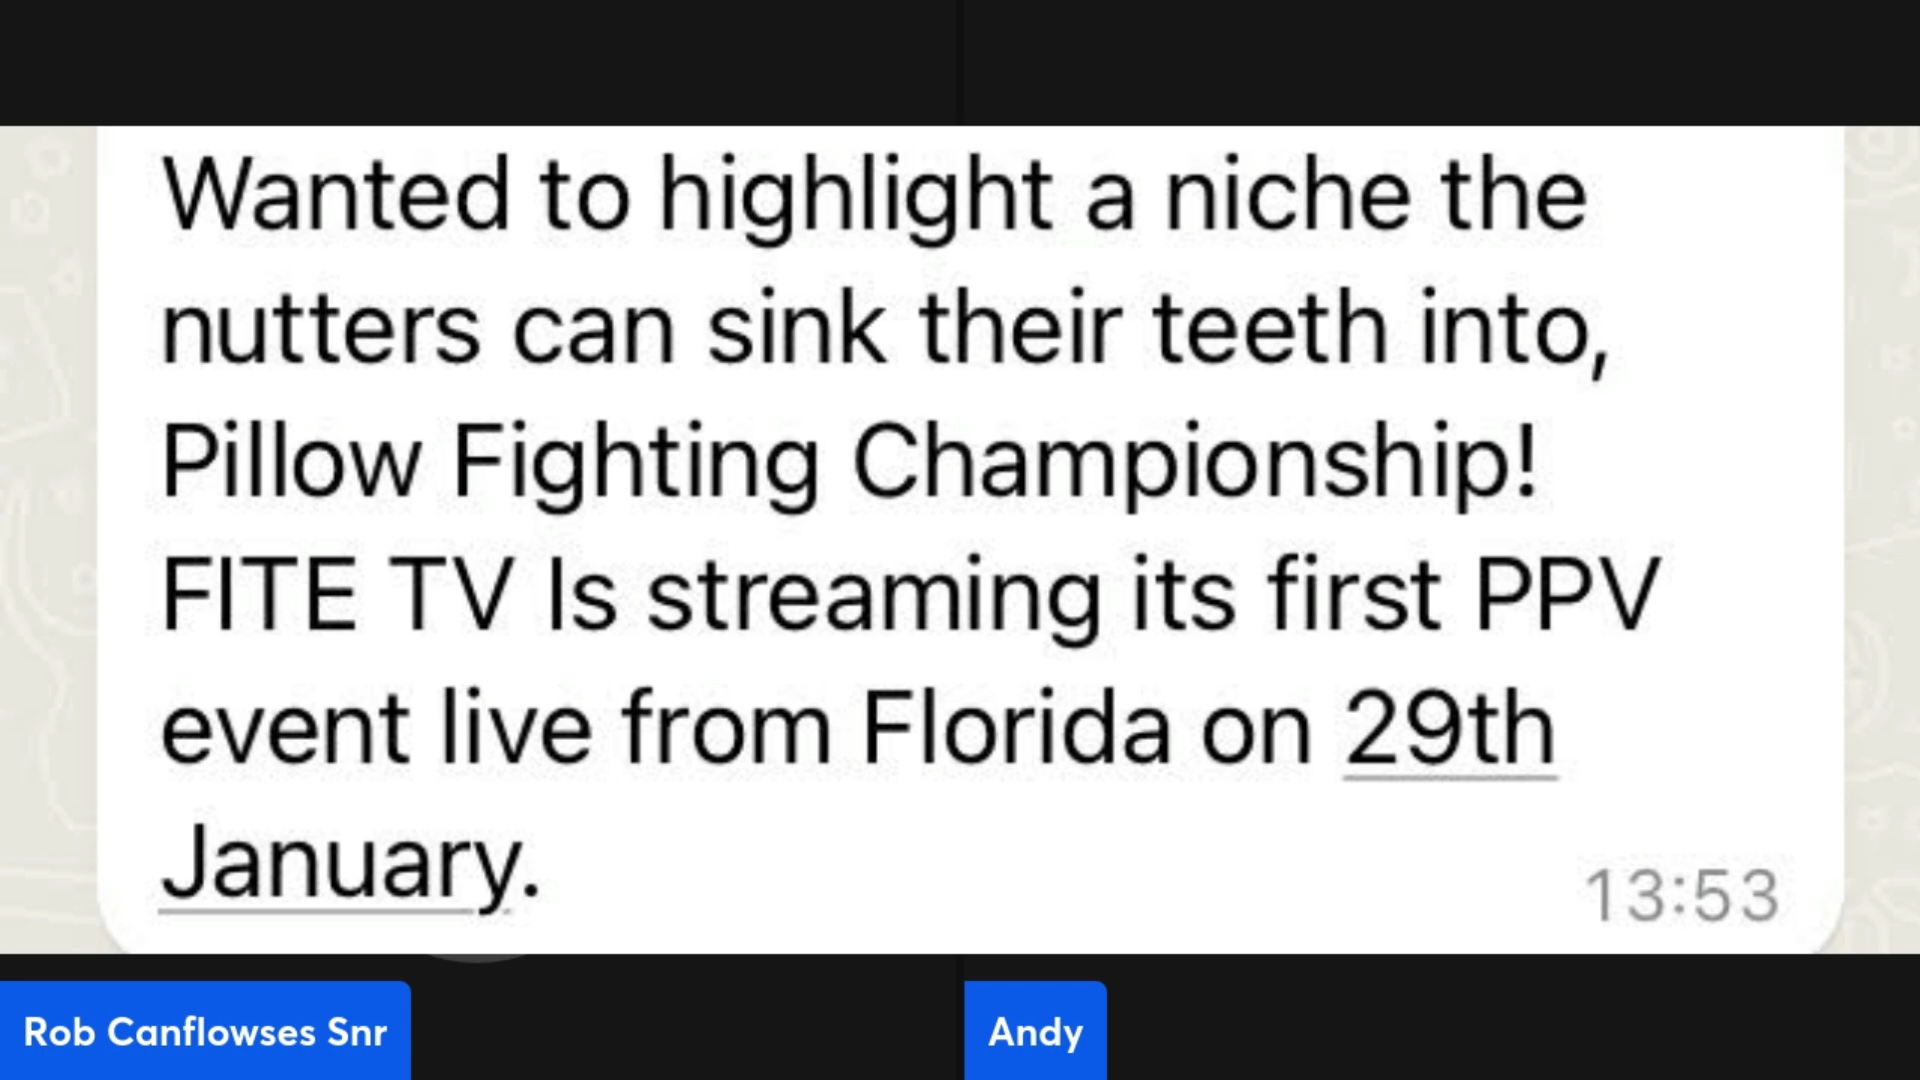 Wanted to highlight a niche the
nutters can sink their teeth into,
Pillow Fighting Championship!
FITE TV Is streaming its first PPV
event live from Florida on 29th
January.
13:53
Rob Canflowses Snr
Andy